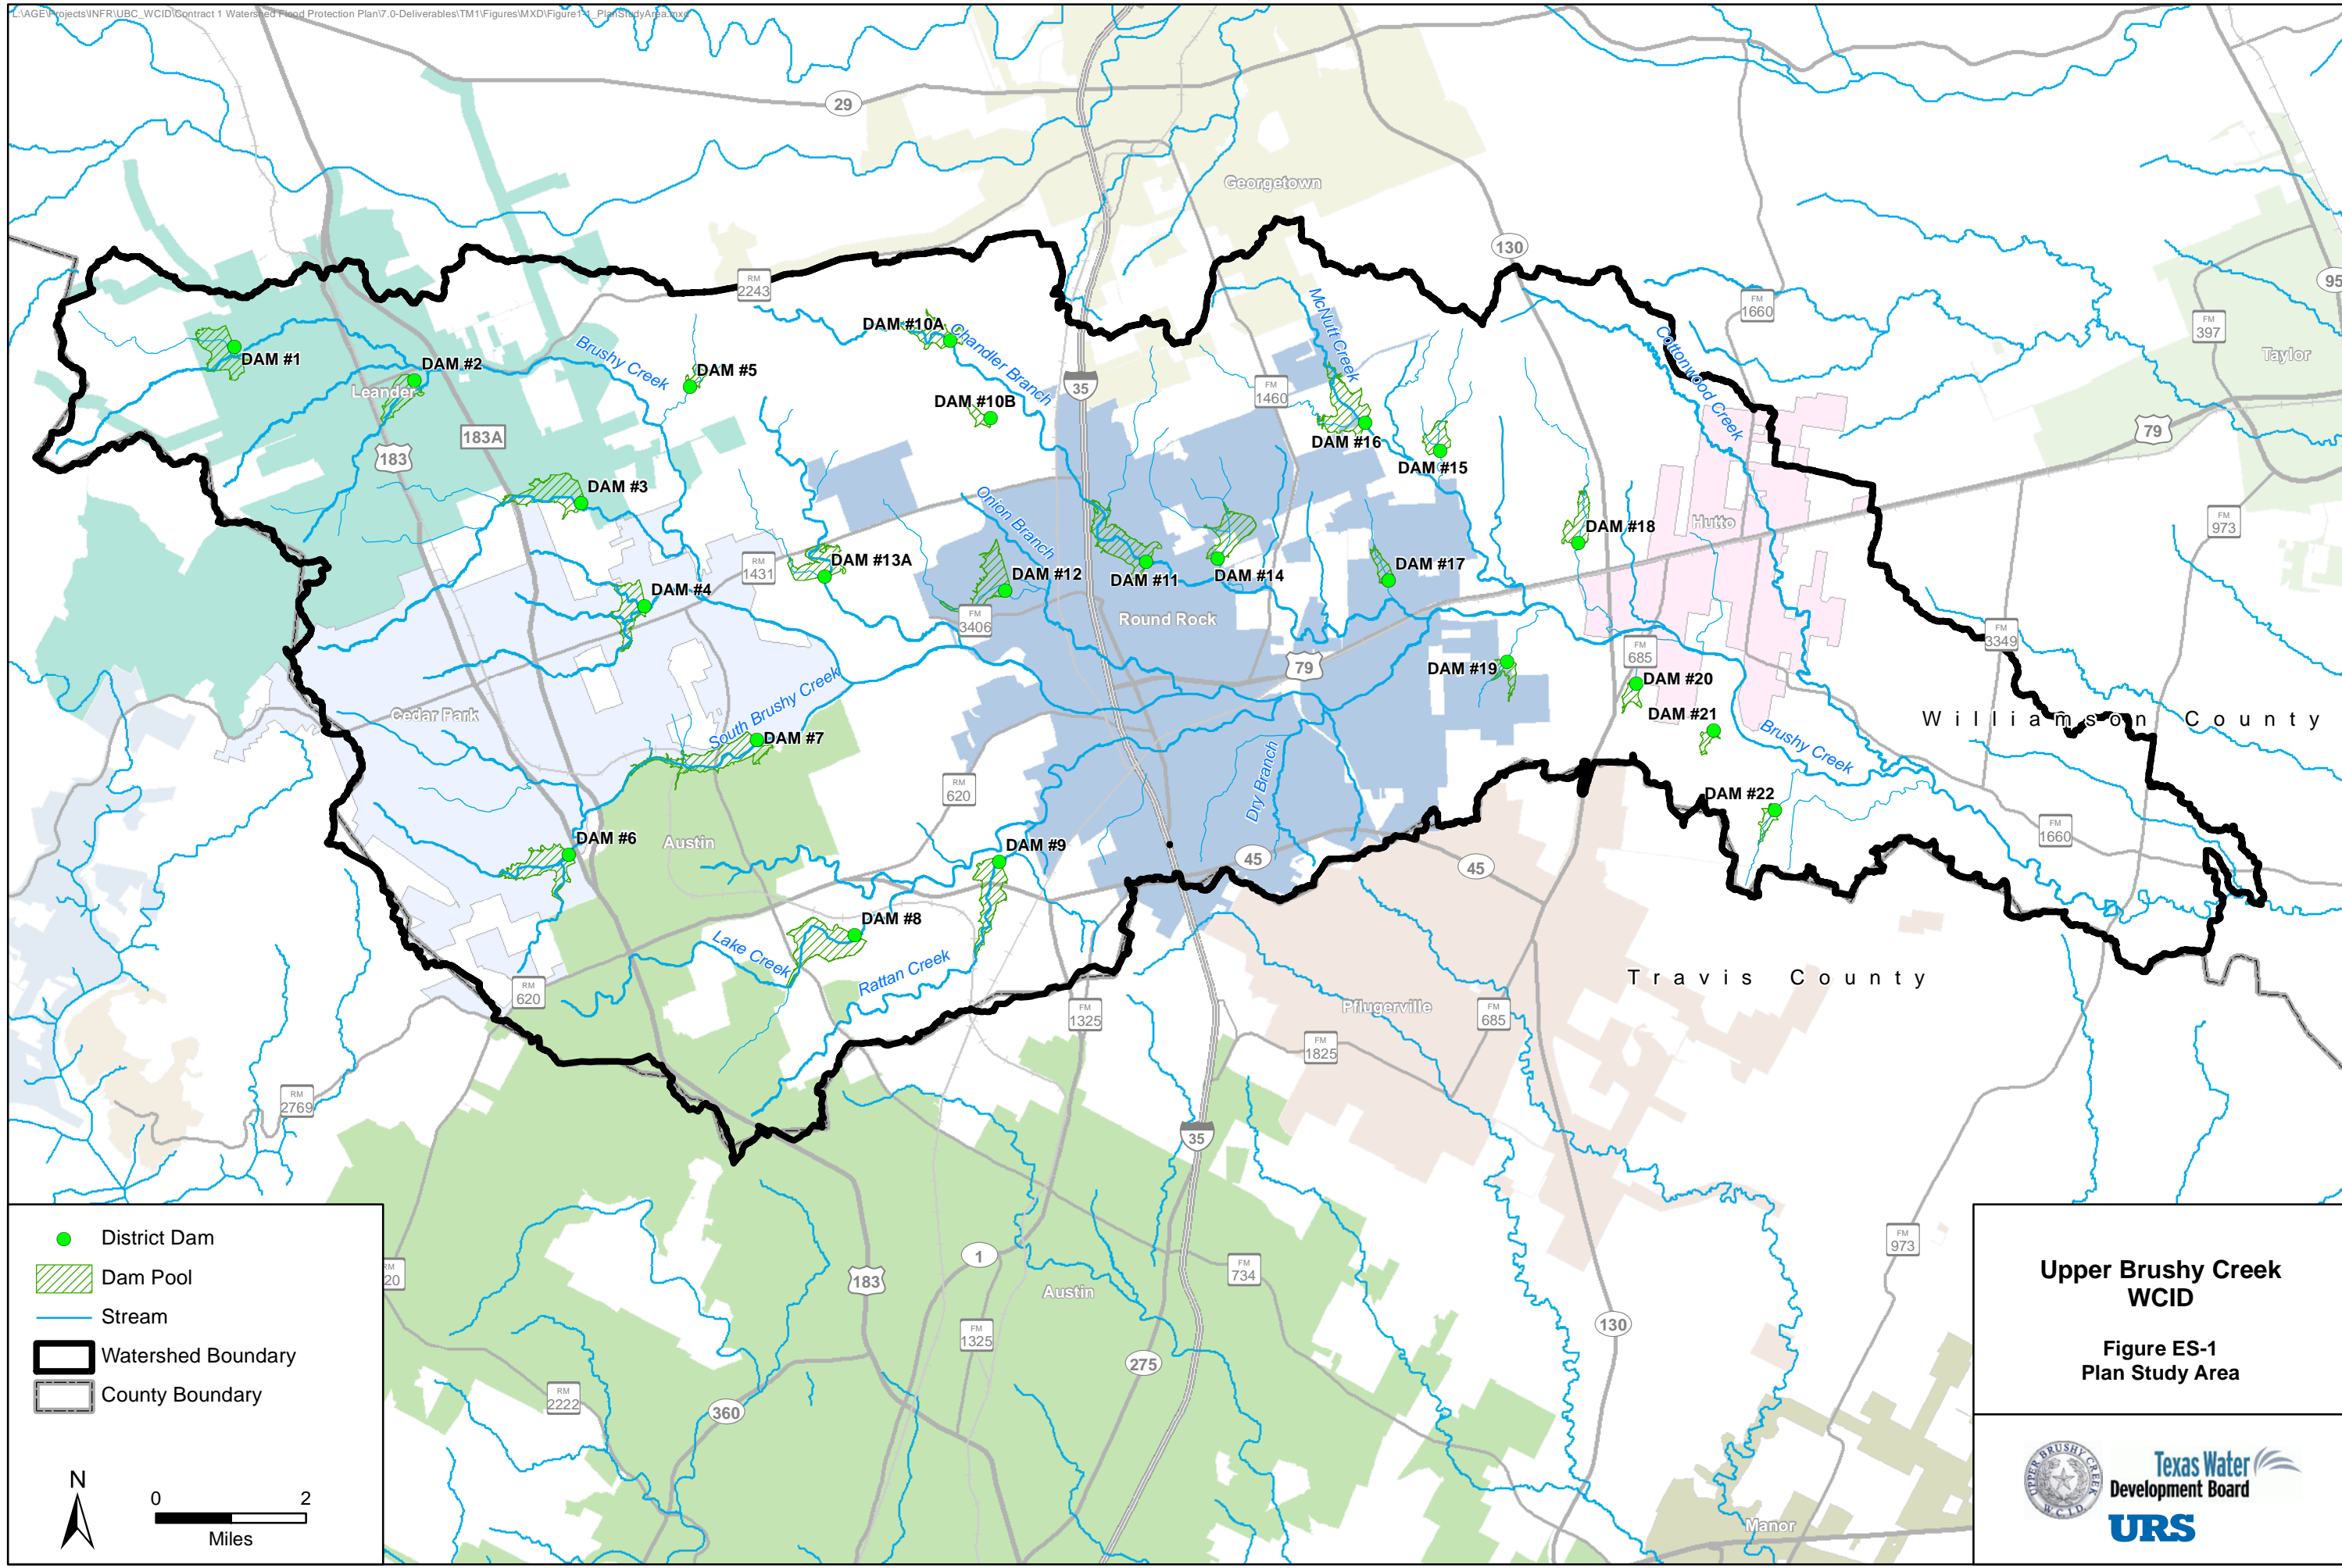 L:\AGE\Projects\INFR\UBC_WCID\Contract 1 Watershed Flood Protection Plan\7.0-Deliverables\TM1\Figures\MXD\Figure1-1_PlanStudyArea.mxd
29
Georgetown
130
RM
2243
FM
1660
95
FM
397
Taylor
DAM #10A
Chandler Branch
McNutt Creek
Cottonwood Creek
DAM #1
Brushy Creek
DAM #2
DAM #5
Leander
35
FM
1460
DAM #10B
183A
183
DAM #16
DAM #15
79
DAM #3
Onion Branch
DAM #18
Hutto
FM
973
RM
1431
DAM #13A
DAM #12
DAM #11
DAM #14
DAM #17
DAM #4
FM
3406
Round Rock
FM
3349
FM
685
79
DAM #19
DAM #20
South Brushy Creek
Cedar Park
DAM #7
DAM #21
Williamson County
Brushy Creek
RM
620
Dry Branch
DAM #22
DAM #6
Austin
DAM #9
45
45
FM
1660
DAM #8
Lake Creek
Rattan Creek
RM
620
FM
1325
Pflugerville
FM
685
Travis County
FM
1825
RM
2769
35
1
183
Austin
FM
734
FM
973
RM
20
FM
1325
275
130
RM
2222
360
Manor
District Dam
Dam Pool
Stream
Watershed Boundary
County Boundary
N
0 2
Miles
Upper Brushy Creek
WCID
Figure ES-1
Plan Study Area
UPPER BRUSHY CREEK
W.C.I.D.
Texas Water
Development Board
URS